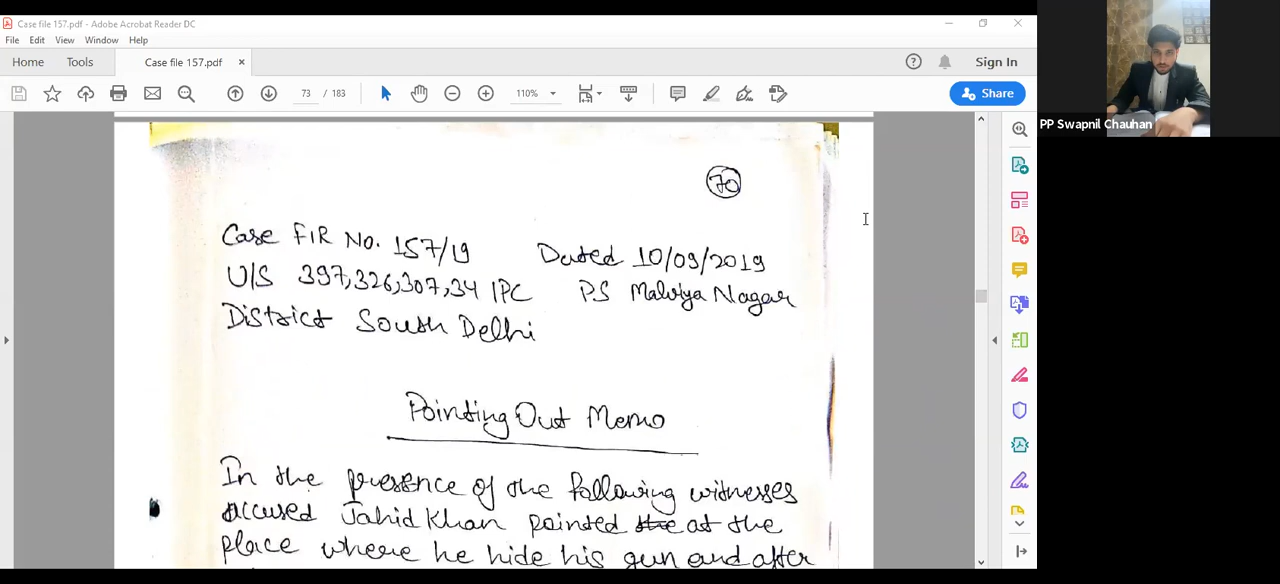 Case file 157.pdf - Adobe Acrobat Reader DC
File Edit View Window Help
Home Tools Case file 157.pdf × Sign In
73 / 183 110% Share
PP Swapnil Chauhan
70
Case FIR No. 157/19 Dated 10/09/2019
U/S 397,326,307,34 IPC PS Malviya Nagar
District South Delhi
Pointing Out Memo
In the presence of the following witnesses
accused Jahid Khan pointed the at the
place where he hide his gun and after